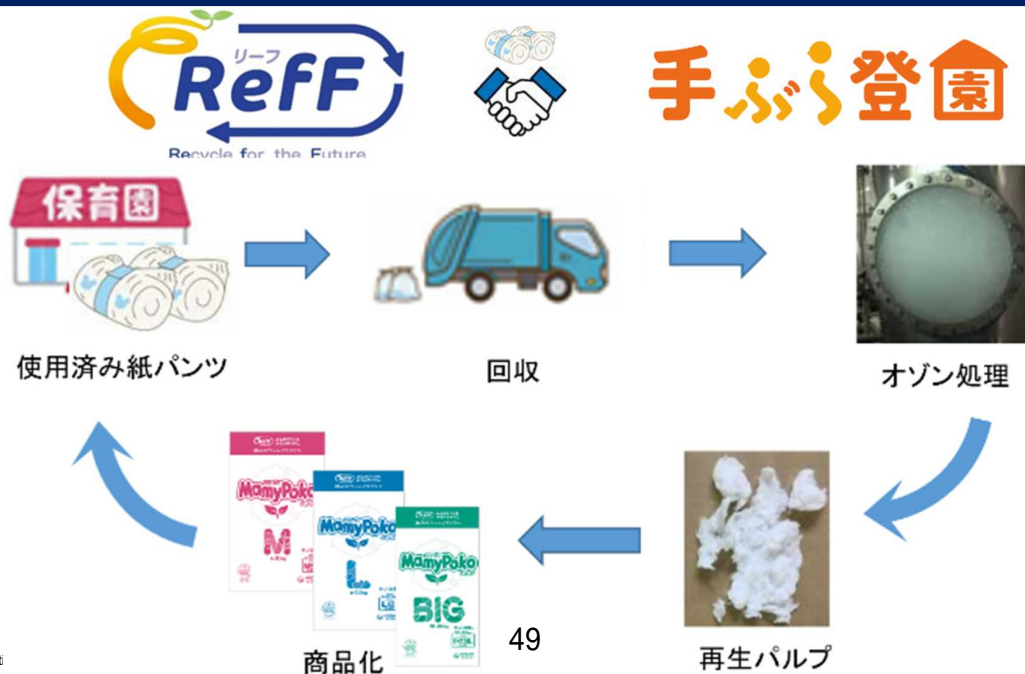 リーフ
RefF
Recycle for the Future
手ぶら登園
保育園
使用済み紙パンツ
回収
オゾン処理
MamyPoko
M
MamyPoko
L
MamyPoko
BIG
商品化
49
再生パルプ